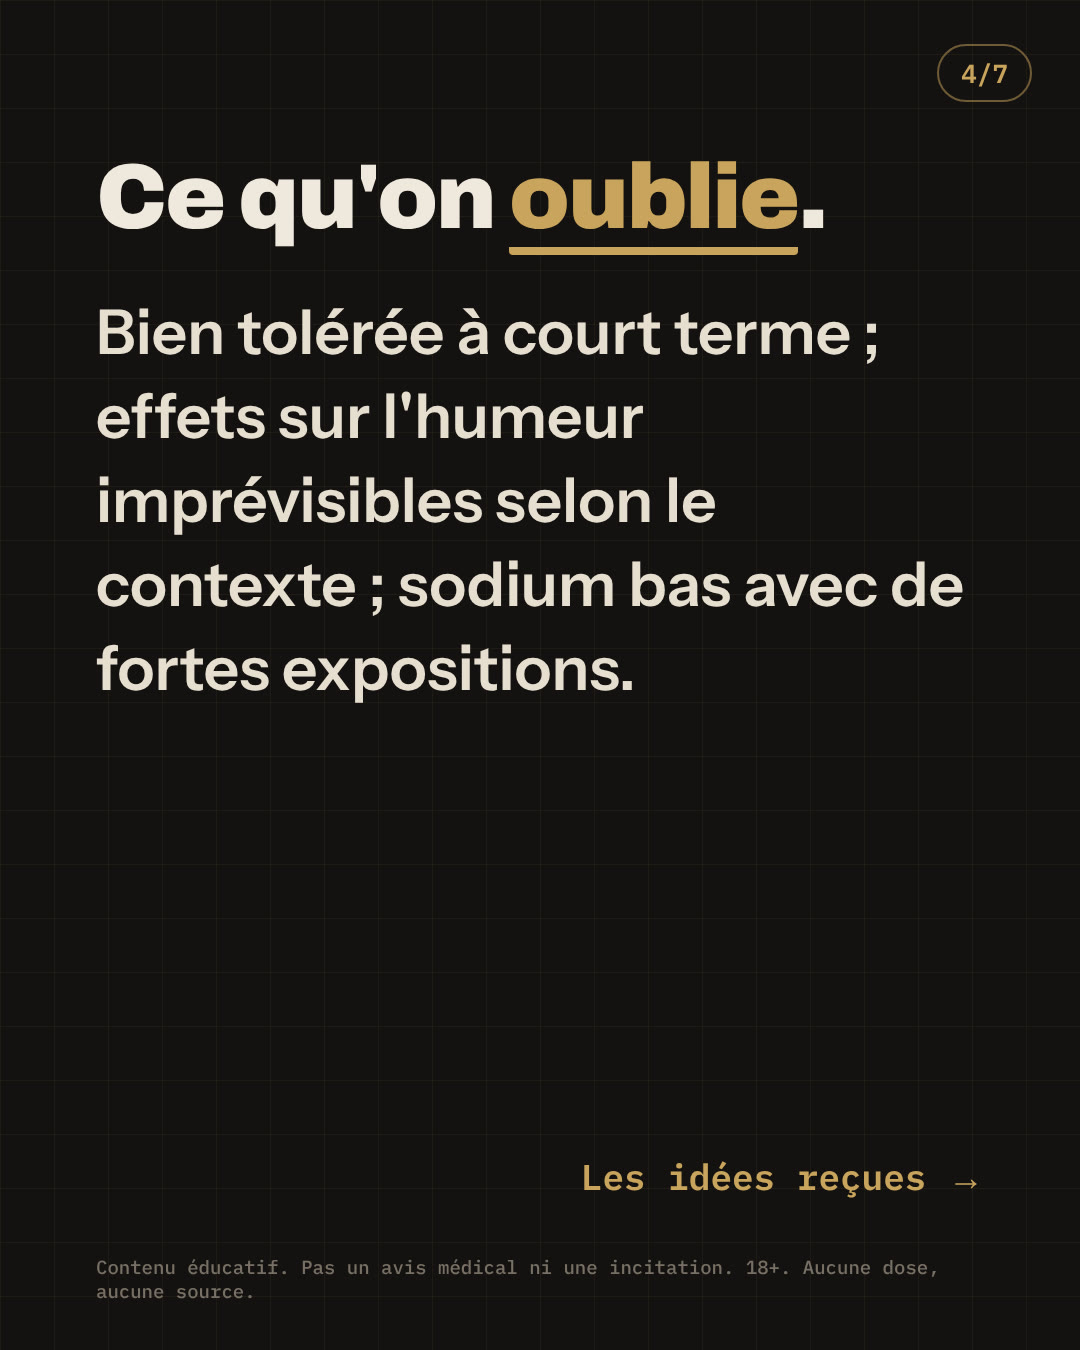 4/7
Ce qu'on oublie.
Bien tolérée à court terme ;
effets sur l'humeur
imprévisibles selon le
contexte ; sodium bas avec de
fortes expositions.
Les idées reçues →
Contenu éducatif. Pas un avis médical ni une incitation. 18+. Aucune dose,
aucune source.